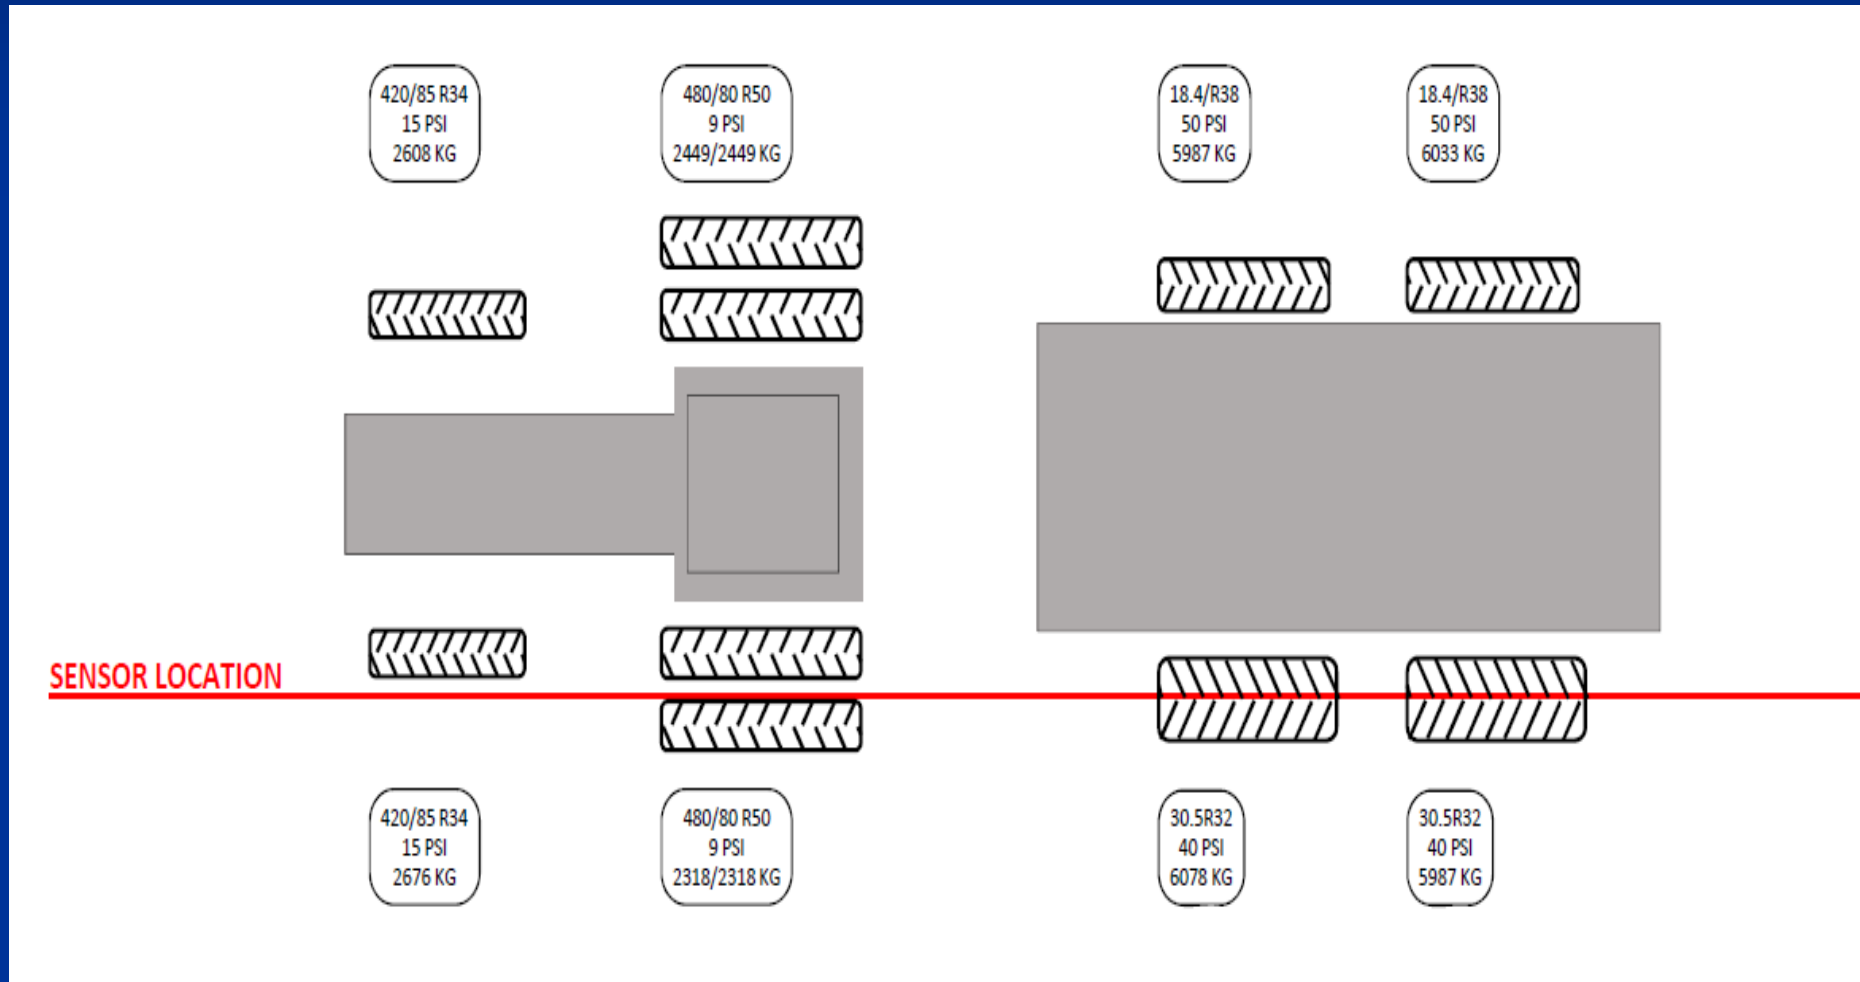 420/85 R34
15 PSI
2608 KG
480/80 R50
9 PSI
2449/2449 KG
18.4/R38
50 PSI
5987 KG
18.4/R38
50 PSI
6033 KG
SENSOR LOCATION
420/85 R34
15 PSI
2676 KG
480/80 R50
9 PSI
2318/2318 KG
30.5R32
40 PSI
6078 KG
30.5R32
40 PSI
5987 KG